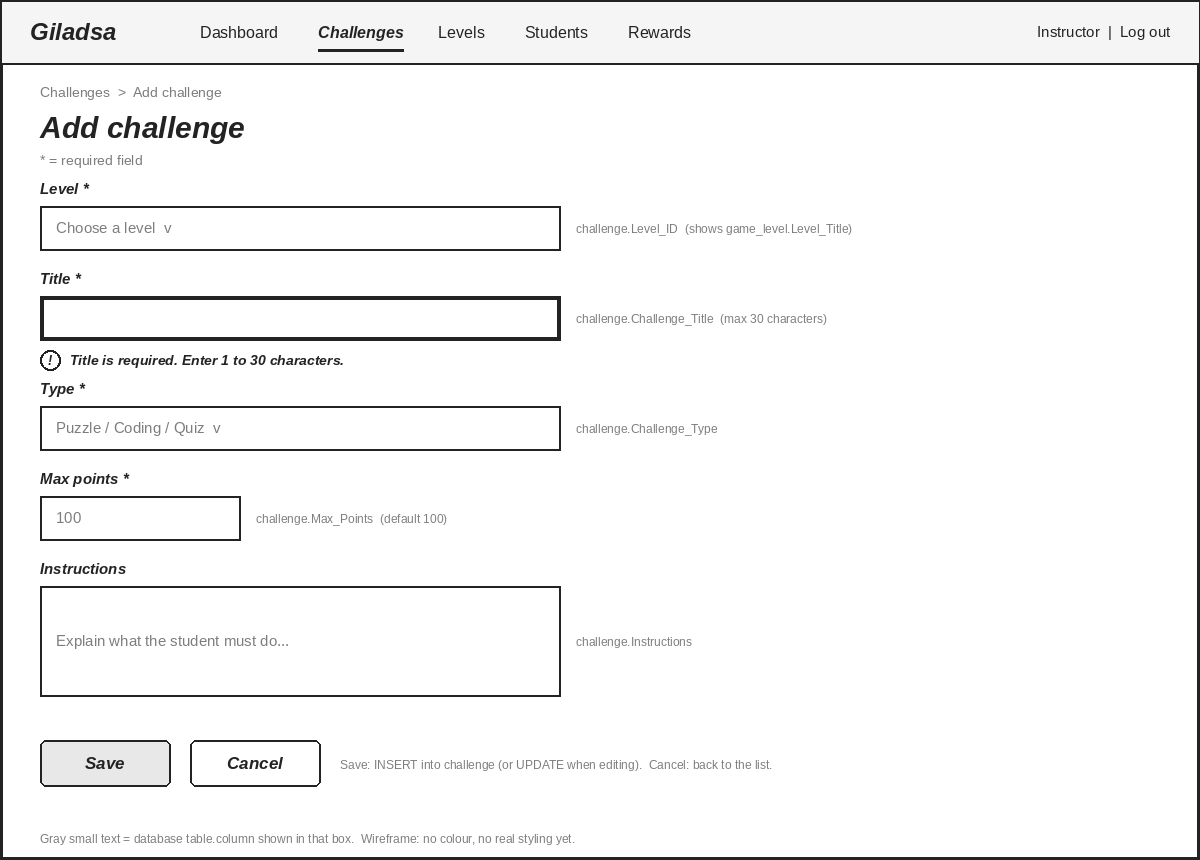 Giladsa Dashboard Challenges Levels Students Rewards Instructor | Log out
Challenges > Add challenge
Add challenge
* = required field
Level *
Choose a level v challenge.Level_ID (shows game_level.Level_Title)
Title *
challenge.Challenge_Title (max 30 characters)
! Title is required. Enter 1 to 30 characters.
Type *
Puzzle / Coding / Quiz v challenge.Challenge_Type
Max points *
100 challenge.Max_Points (default 100)
Instructions
Explain what the student must do... challenge.Instructions
Save Cancel Save: INSERT into challenge (or UPDATE when editing). Cancel: back to the list.
Gray small text = database table.column shown in that box. Wireframe: no colour, no real styling yet.